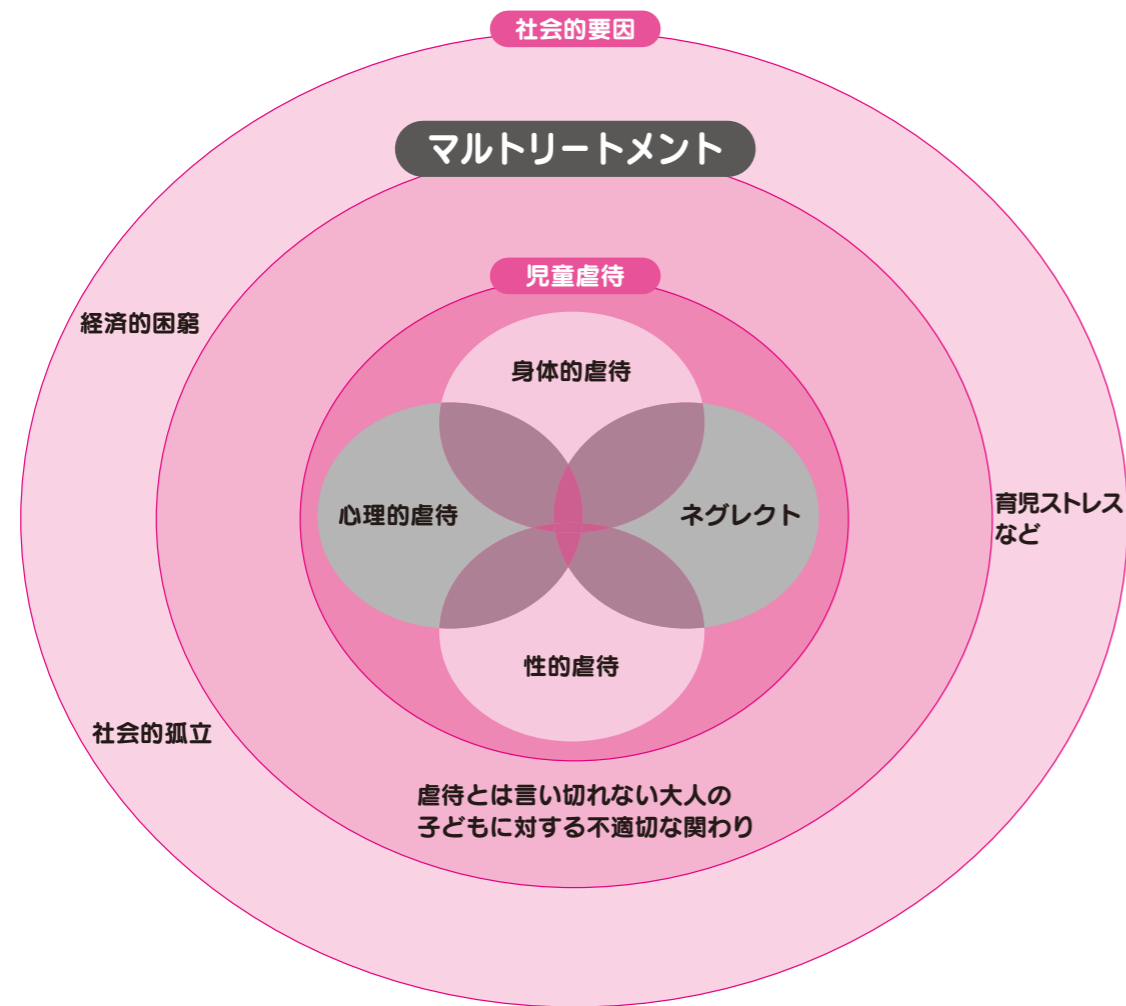 社会的要因
マルトリートメント
児童虐待
経済的困窮
身体的虐待
心理的虐待
ネグレクト
育児ストレス
など
性的虐待
社会的孤立
虐待とは言い切れない大人の
子どもに対する不適切な関わり